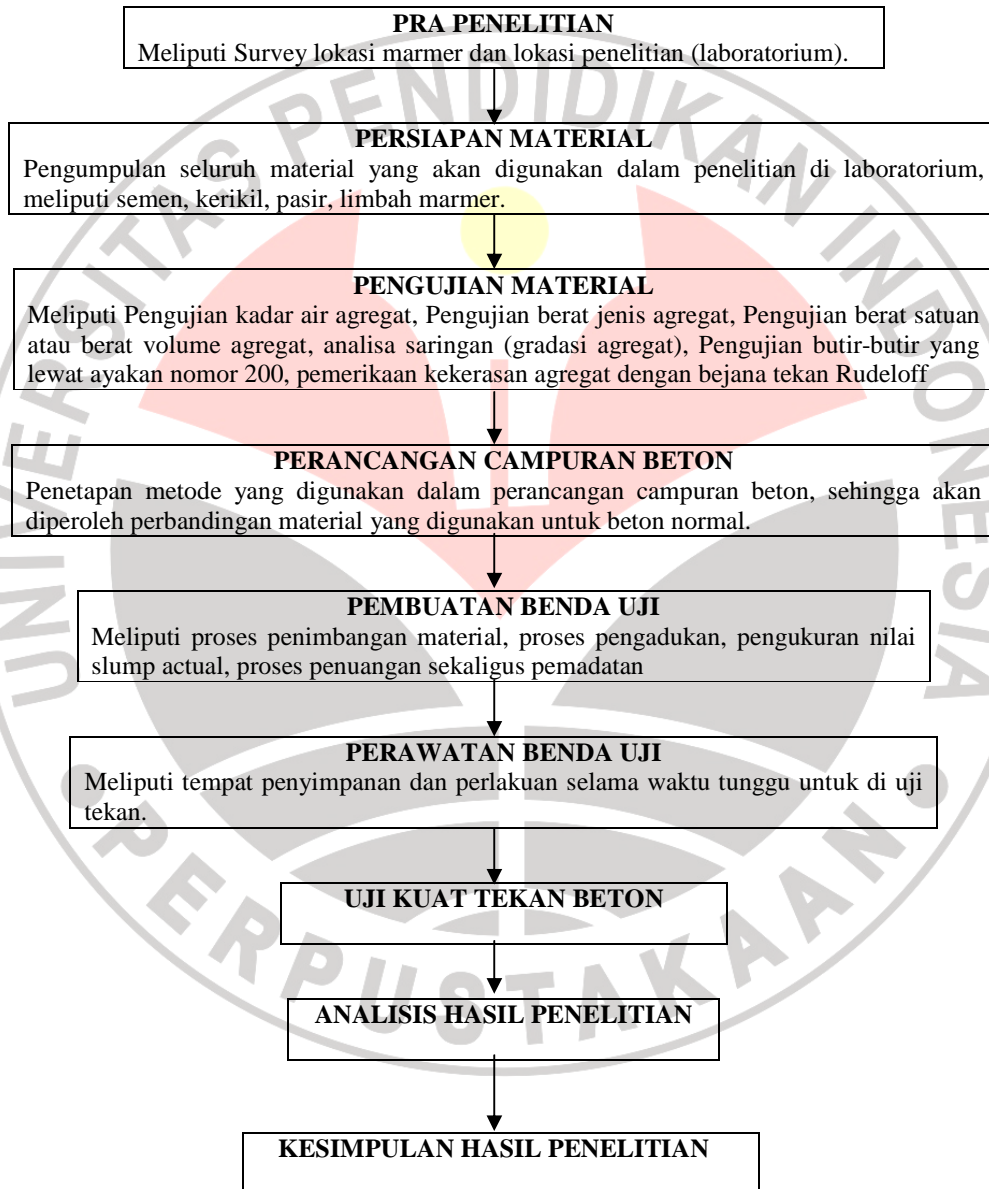 PRA PENELITIAN
Meliputi Survey lokasi marmer dan lokasi penelitian (laboratorium).
PERSIAPAN MATERIAL
Pengumpulan seluruh material yang akan digunakan dalam penelitian di laboratorium,
meliputi semen, kerikil, pasir, limbah marmer.
PENGUJIAN MATERIAL
Meliputi Pengujian kadar air agregat, Pengujian berat jenis agregat, Pengujian berat satuan
atau berat volume agregat, analisa saringan (gradasi agregat), Pengujian butir-butir yang
lewat ayakan nomor 200, pemerikaan kekerasan agregat dengan bejana tekan Rudeloff
PERANCANGAN CAMPURAN BETON
Penetapan metode yang digunakan dalam perancangan campuran beton, sehingga akan
diperoleh perbandingan material yang digunakan untuk beton normal.
PEMBUATAN BENDA UJI
Meliputi proses penimbangan material, proses pengadukan, pengukuran nilai
slump actual, proses penuangan sekaligus pemadatan
PERAWATAN BENDA UJI
Meliputi tempat penyimpanan dan perlakuan selama waktu tunggu untuk di uji
tekan.
UJI KUAT TEKAN BETON
ANALISIS HASIL PENELITIAN
KESIMPULAN HASIL PENELITIAN
UNIVERSITAS PENDIDIKAN INDONESIA
PERPUSTAKAAN